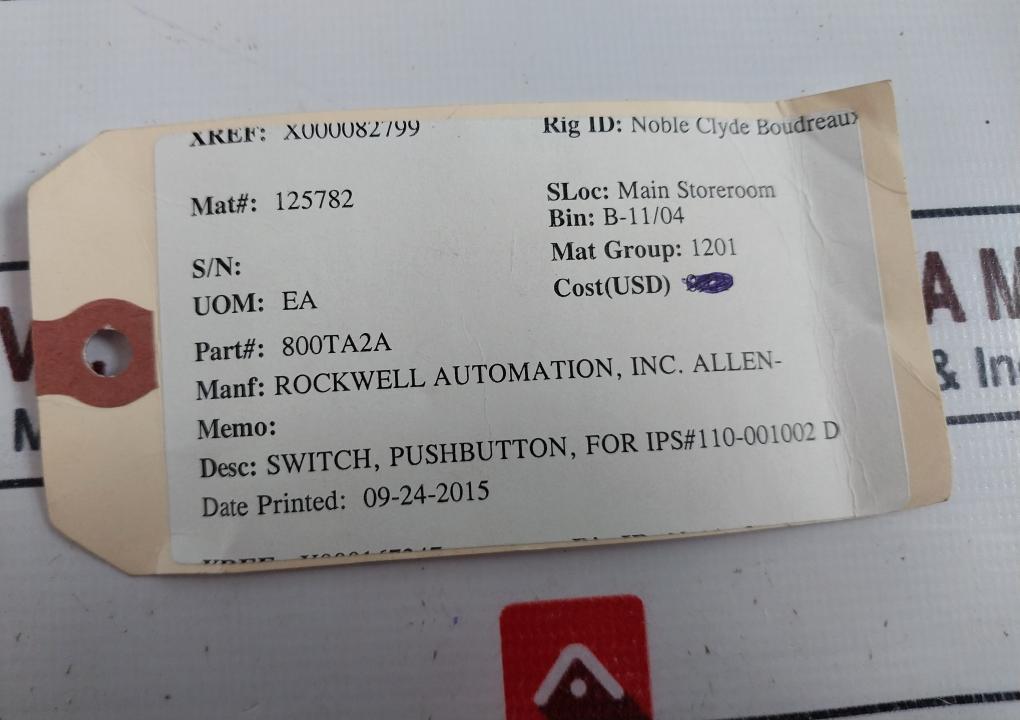 XREF: X000082799 Rig ID: Noble Clyde Boudreaux
Mat#: 125782 SLoc: Main Storeroom
Bin: B-11/04
S/N: Mat Group: 1201
UOM: EA Cost(USD)
Part#: 800TA2A
Manf: ROCKWELL AUTOMATION, INC. ALLEN-
Memo:
Desc: SWITCH, PUSHBUTTON, FOR IPS#110-001002 D
Date Printed: 09-24-2015
XREF
A M
& In